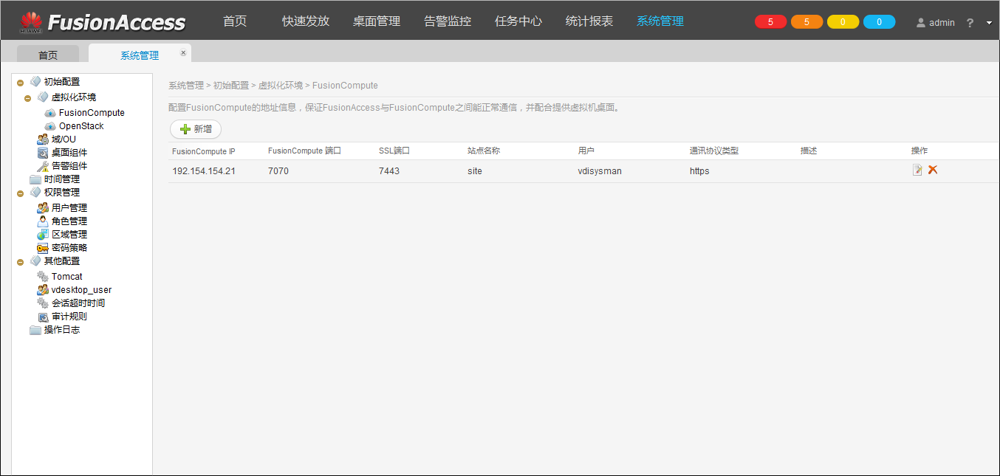 HUAWEI FusionAccess 首页 快速发放 桌面管理 告警监控 任务中心 统计报表 系统管理 5 5 0 0 admin ?
首页 系统管理
初始配置
虚拟化环境
FusionCompute
OpenStack
域/OU
桌面组件
告警组件
时间管理
权限管理
用户管理
角色管理
区域管理
密码策略
其他配置
Tomcat
vdesktop_user
会话超时时间
审计规则
操作日志
系统管理 > 初始配置 > 虚拟化环境 > FusionCompute
配置FusionCompute的地址信息，保证FusionAccess与FusionCompute之间能正常通信，并配合提供虚拟机桌面。
新增
FusionCompute IP FusionCompute 端口 SSL端口 站点名称 用户 通讯协议类型 描述 操作
192.154.154.21 7070 7443 site vdisysman https